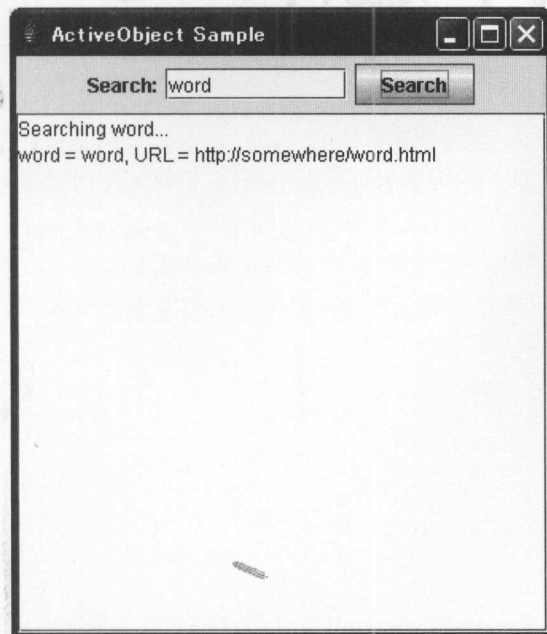 ActiveObject Sample
Search: word Search
Searching word...
word = word, URL = http://somewhere/word.html